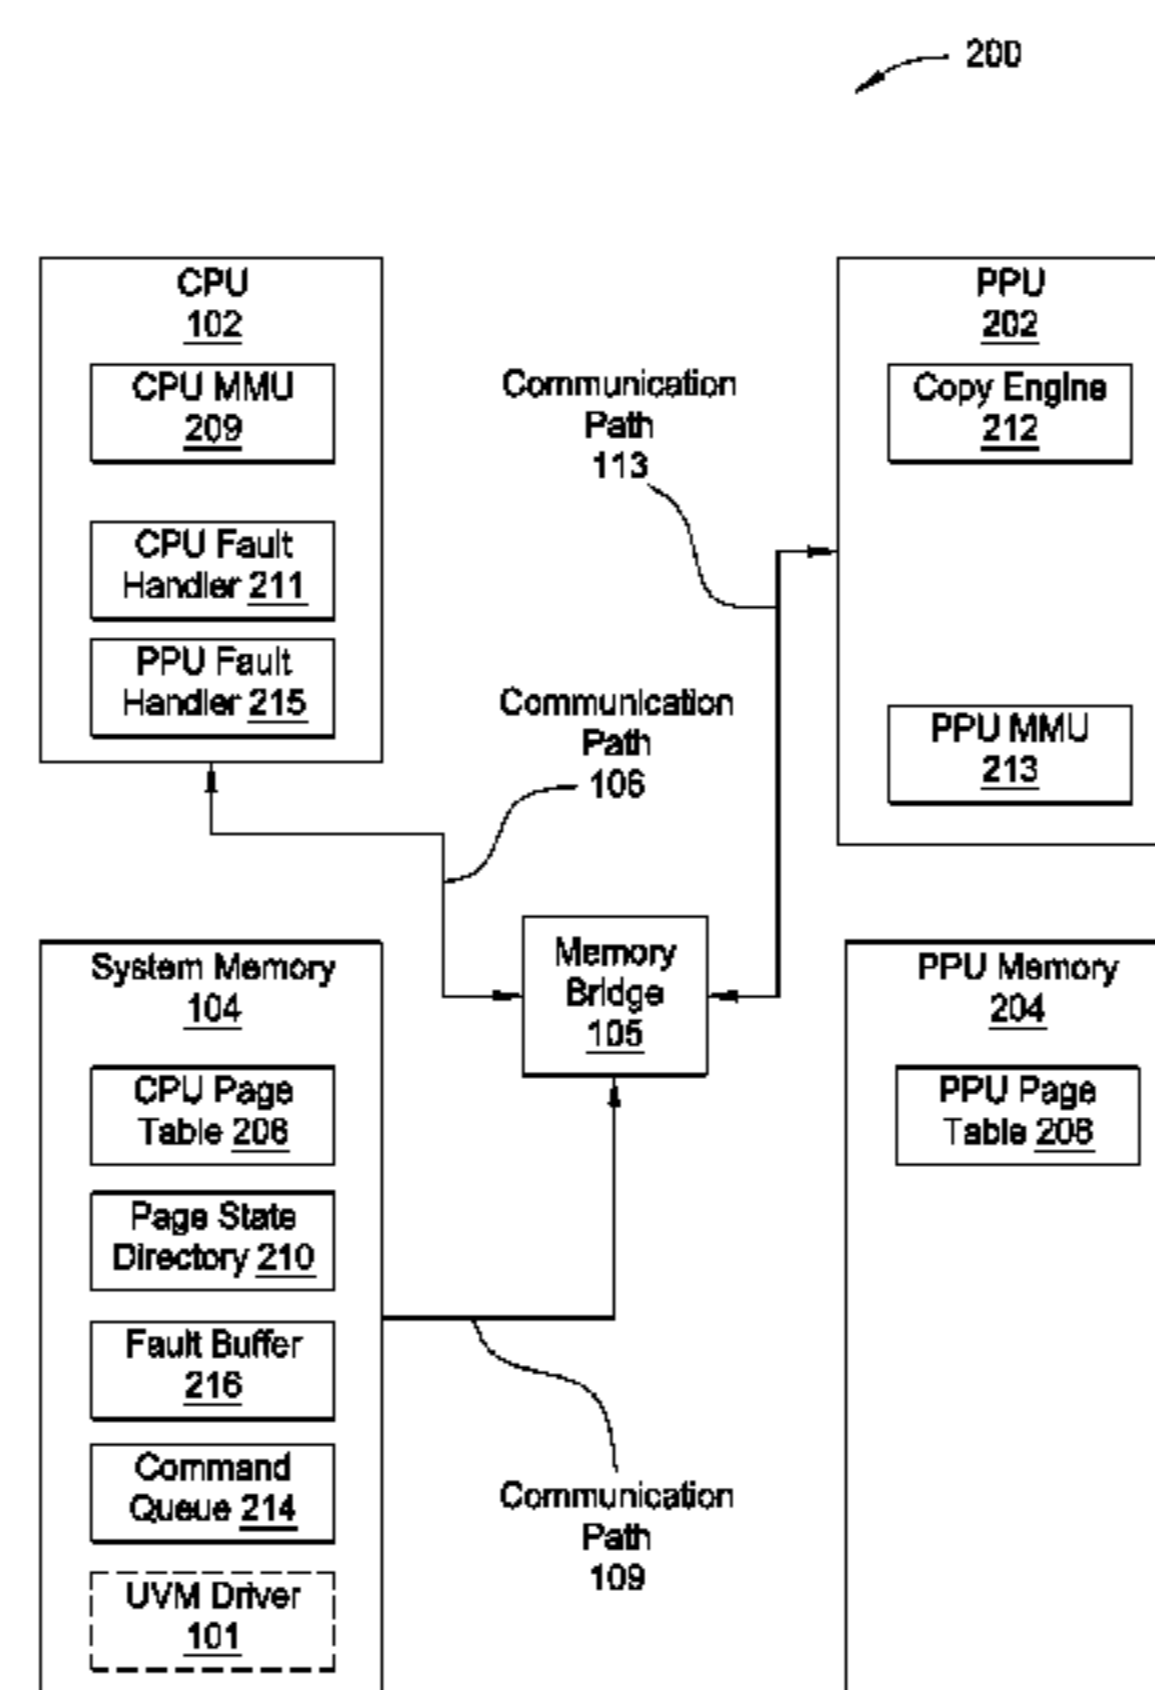 200
CPU
102
CPU MMU
209
CPU Fault
Handler 211
PPU Fault
Handler 215
Communication
Path
113
Communication
Path
106
PPU
202
Copy Engine
212
PPU MMU
213
Memory
Bridge
105
System Memory
104
CPU Page
Table 206
Page State
Directory 210
Fault Buffer
216
Command
Queue 214
UVM Driver
101
Communication
Path
109
PPU Memory
204
PPU Page
Table 208